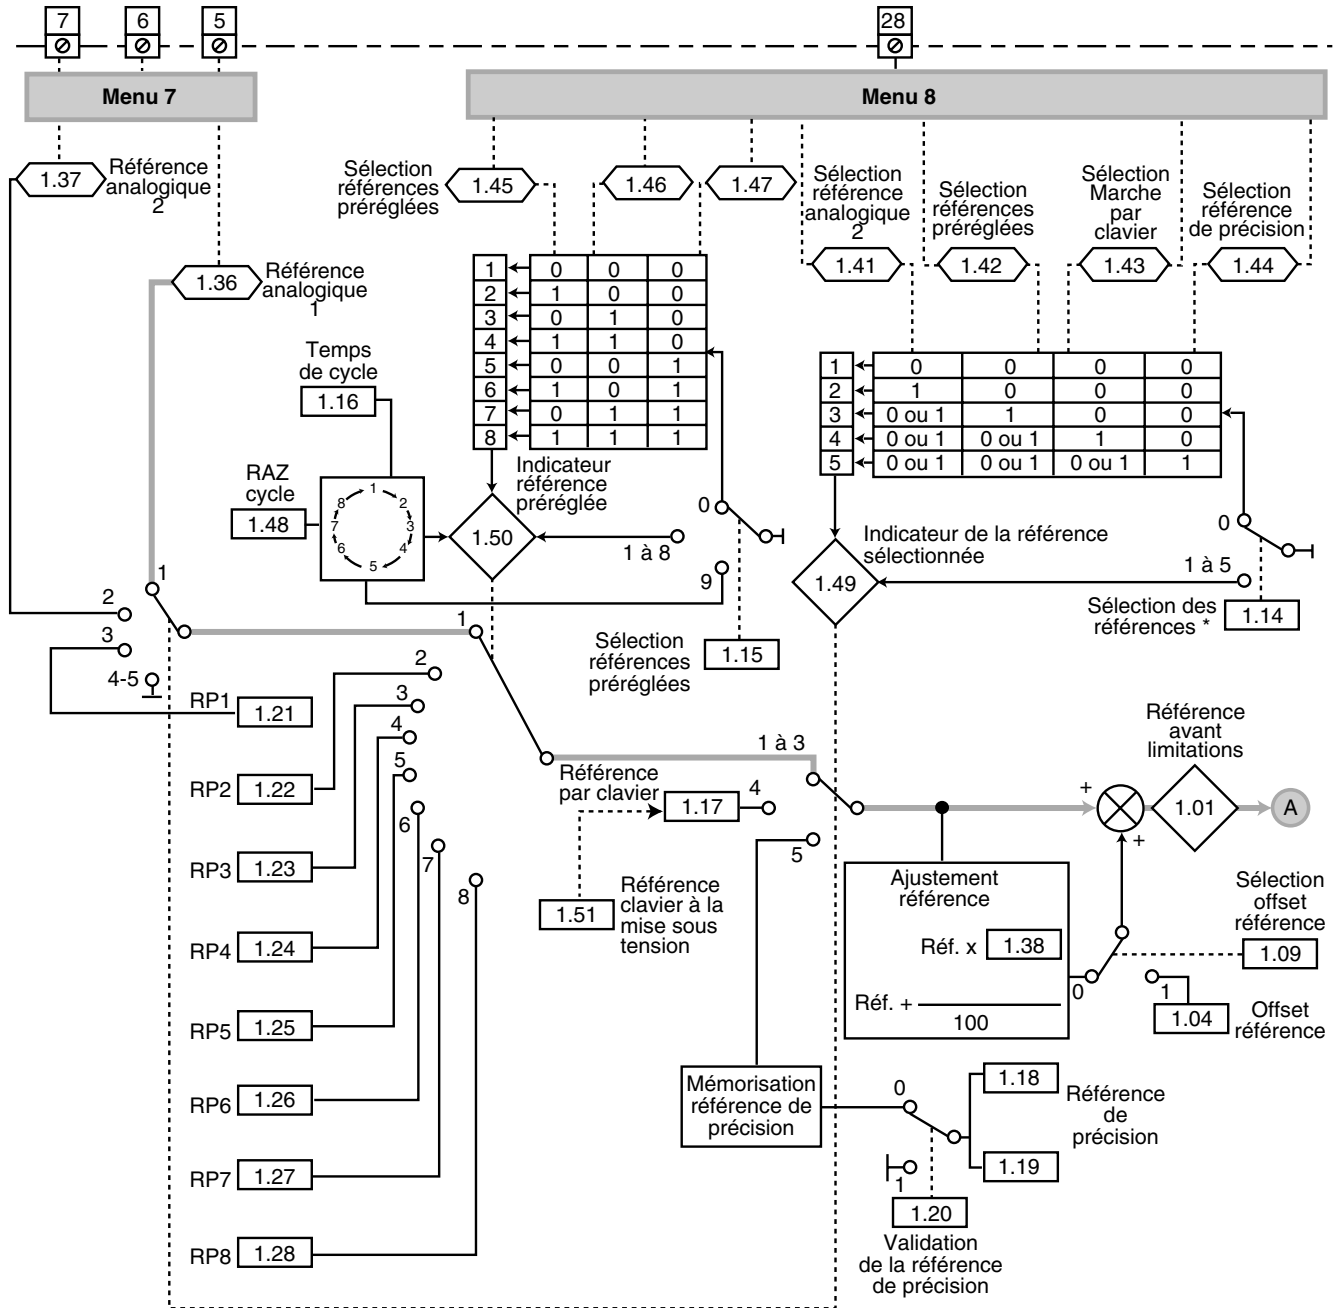 7
6
5
28
Menu 7
Menu 8
1.37
Référence
analogique
2
1.36
Référence
analogique
1
Sélection
références
préréglées
1.45
1.46
1.47
Sélection
référence
analogique
2
1.41
Sélection
références
préréglées
1.42
Sélection
Marche
par
clavier
1.43
Sélection
référence
de précision
1.44
1 0 0 0
2 1 0 0
3 0 1 0
4 1 1 0
5 0 0 1
6 1 0 1
7 0 1 1
8 1 1 1
1 0 0 0 0
2 1 0 0 0
3 0 ou 1 1 0 0
4 0 ou 1 0 ou 1 1 0
5 0 ou 1 0 ou 1 0 ou 1 1
Temps
de cycle
1.16
RAZ
cycle
1.48
1
2
3
4
5
6
7
8
Indicateur
référence
préréglée
1.50
0
1 à 8
9
Sélection
références
préréglées
1.15
Indicateur de la référence
sélectionnée
1.49
0
1 à 5
Sélection des
références *
1.14
1
2
3
4-5
1
2
3
4
5
6
7
8
RP1 1.21
RP2 1.22
RP3 1.23
RP4 1.24
RP5 1.25
RP6 1.26
RP7 1.27
RP8 1.28
1 à 3
Référence
par clavier
1.17
4
5
1.51
Référence
clavier à la
mise sous
tension
Référence
avant
limitations
+
+
1.01
A
Ajustement
référence
Réf. x 1.38
Réf. +
100
Sélection
offset
référence
1.09
0
1
1.04
Offset
référence
Mémorisation
référence de
précision
0
1
1.18
1.19
Référence
de
précision
1.20
Validation
de la référence
de précision